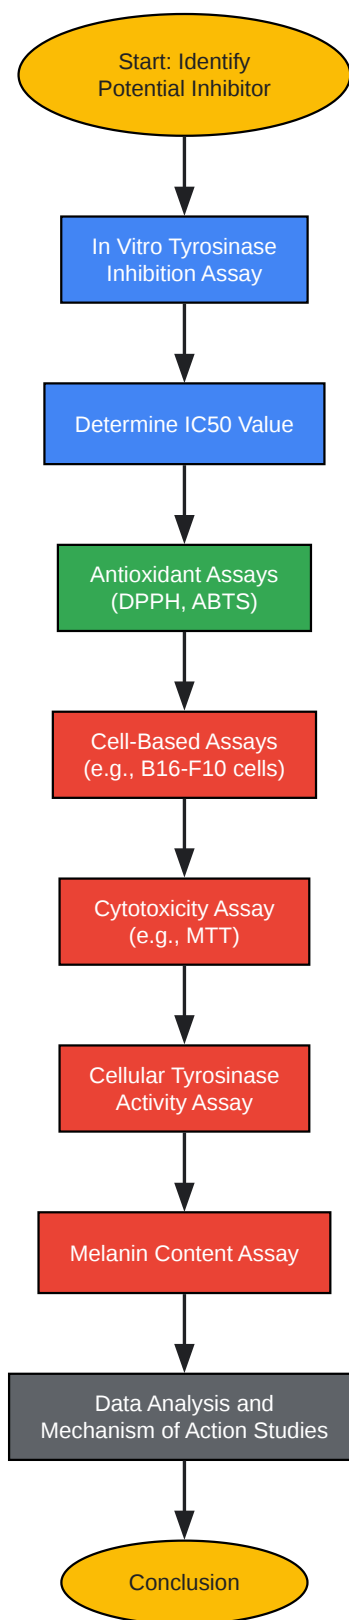 Start: Identify
Potential Inhibitor
In Vitro Tyrosinase
Inhibition Assay
Determine IC50 Value
Antioxidant Assays
(DPPH, ABTS)
Cell-Based Assays
(e.g., B16-F10 cells)
Cytotoxicity Assay
(e.g., MTT)
Cellular Tyrosinase
Activity Assay
Melanin Content Assay
Data Analysis and
Mechanism of Action Studies
Conclusion